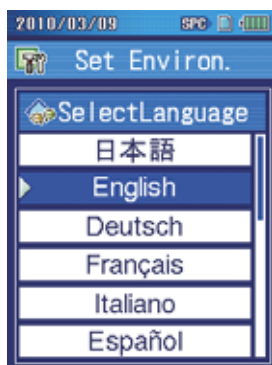 2010/03/09 SPC
Set Environ.
SelectLanguage
日本語
English
Deutsch
Français
Italiano
Español